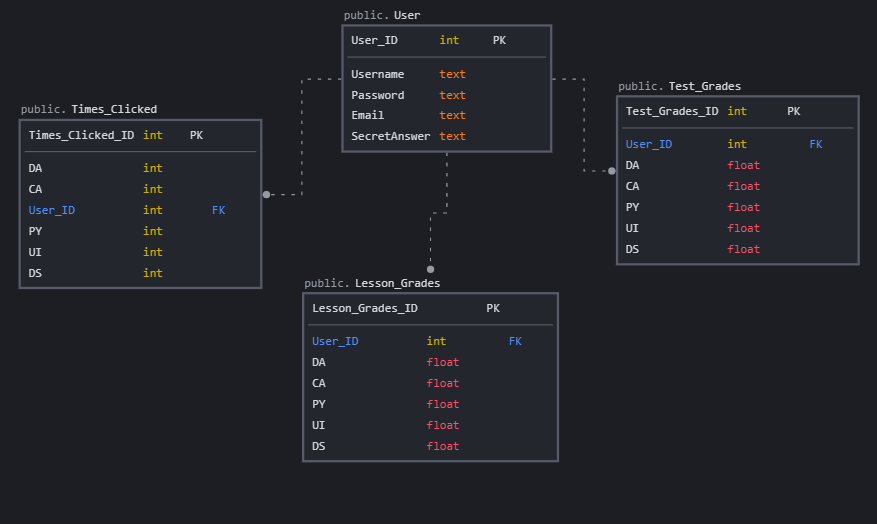 public. User
User_ID int PK
Username text
Password text
Email text
SecretAnswer text
public. Times_Clicked
Times_Clicked_ID int PK
DA int
CA int
User_ID int FK
PY int
UI int
DS int
public. Test_Grades
Test_Grades_ID int PK
User_ID int FK
DA float
CA float
PY float
UI float
DS float
public. Lesson_Grades
Lesson_Grades_ID PK
User_ID int FK
DA float
CA float
PY float
UI float
DS float